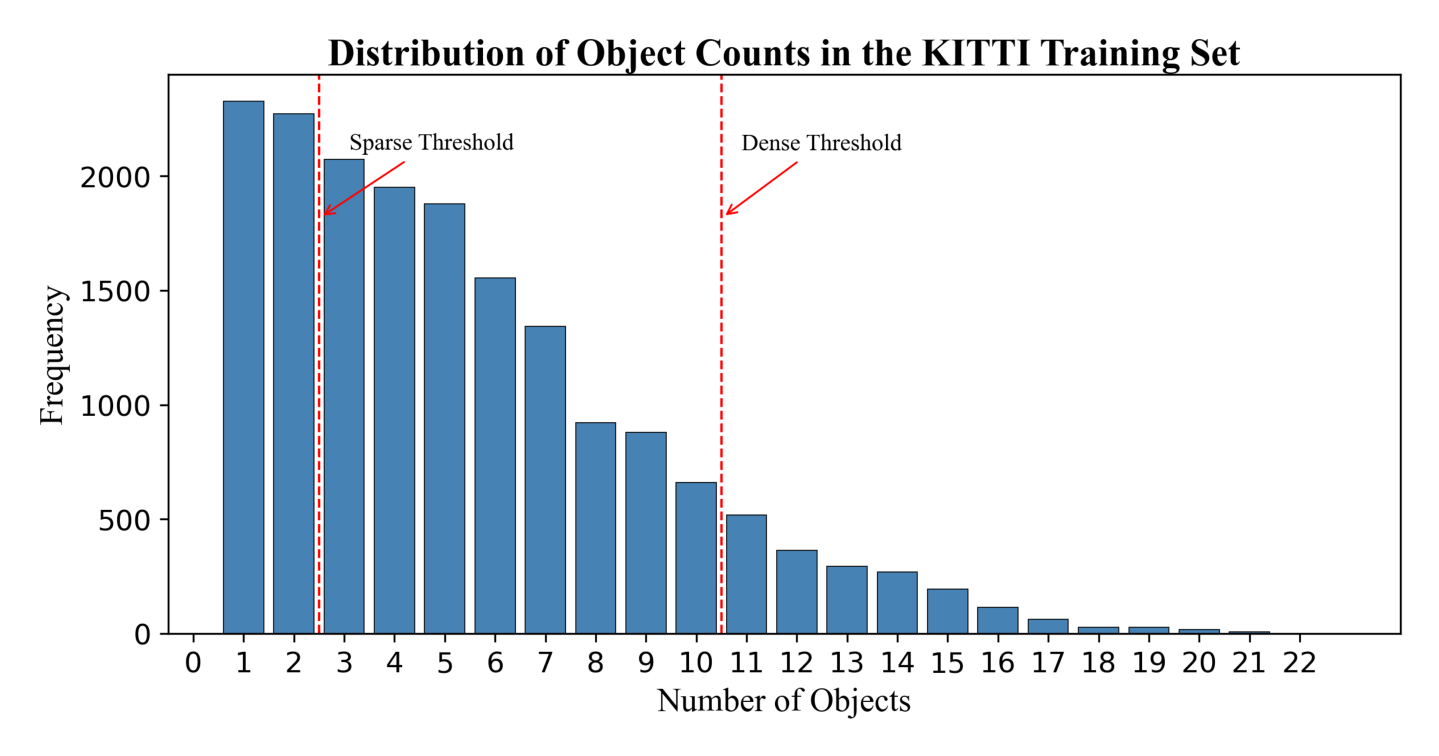 Distribution of Object Counts in the KITTI Training Set
Sparse Threshold
Dense Threshold
2000
1500
1000
500
0
Frequency
0 1 2 3 4 5 6 7 8 9 10 11 12 13 14 15 16 17 18 19 20 21 22
Number of Objects